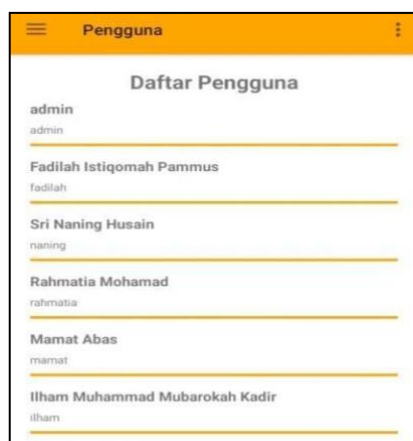 Pengguna
Daftar Pengguna
admin
admin
Fadilah Istiqomah Pammus
fadilah
Sri Naning Husain
naning
Rahmatia Mohamad
rahmatia
Mamat Abas
mamat
Ilham Muhammad Mubarokah Kadir
ilham